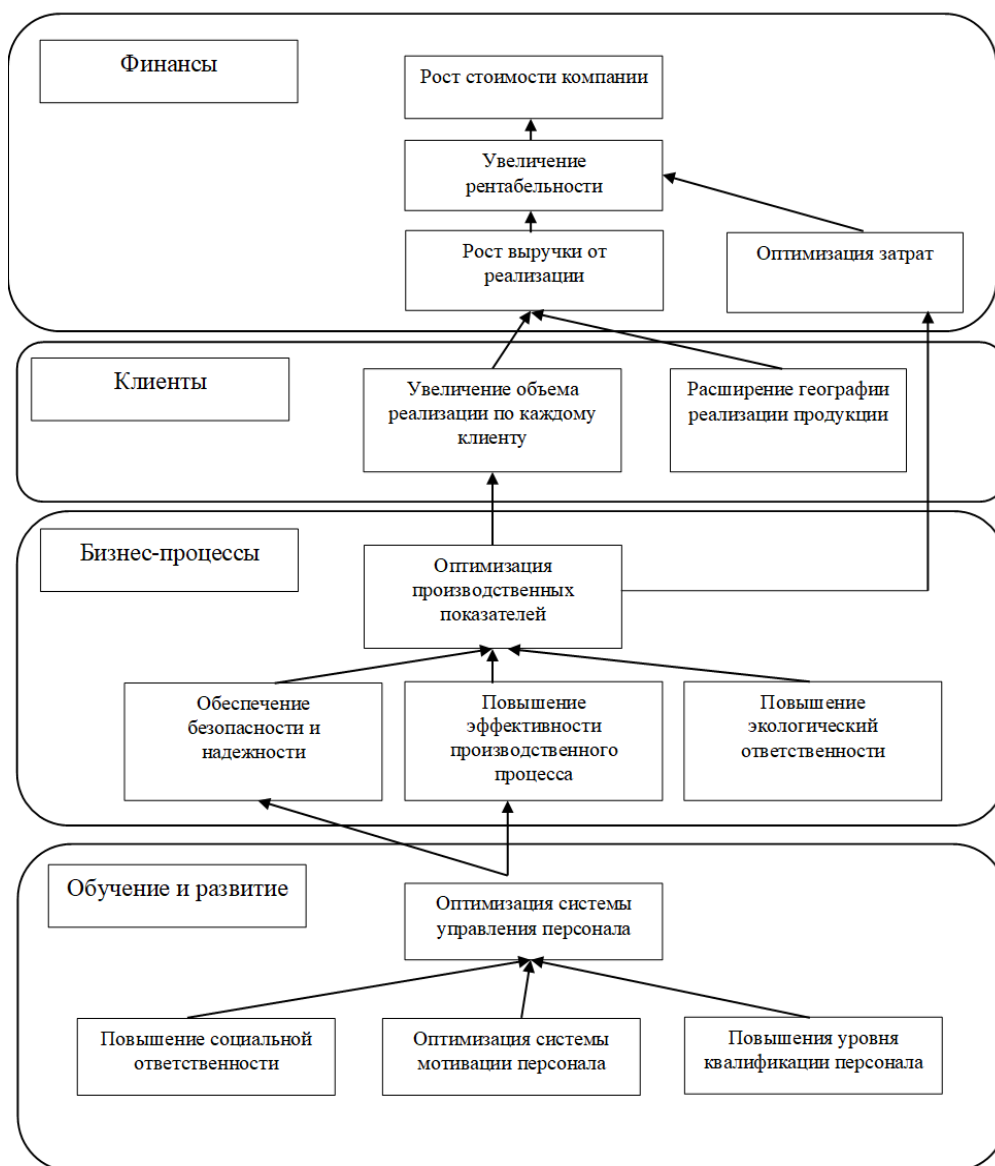 Финансы
Рост стоимости компании
Увеличение
рентабельности
Рост выручки от
реализации
Оптимизация затрат
Клиенты
Увеличение объема
реализации по каждому
клиенту
Расширение географии
реализации продукции
Бизнес-процессы
Оптимизация
производственных
показателей
Обеспечение
безопасности и
надежности
Повышение
эффективности
производственного
процесса
Повышение
экологический
ответственности
Обучение и развитие
Оптимизация системы
управления персонала
Повышение социальной
ответственности
Оптимизация системы
мотивации персонала
Повышения уровня
квалификации персонала